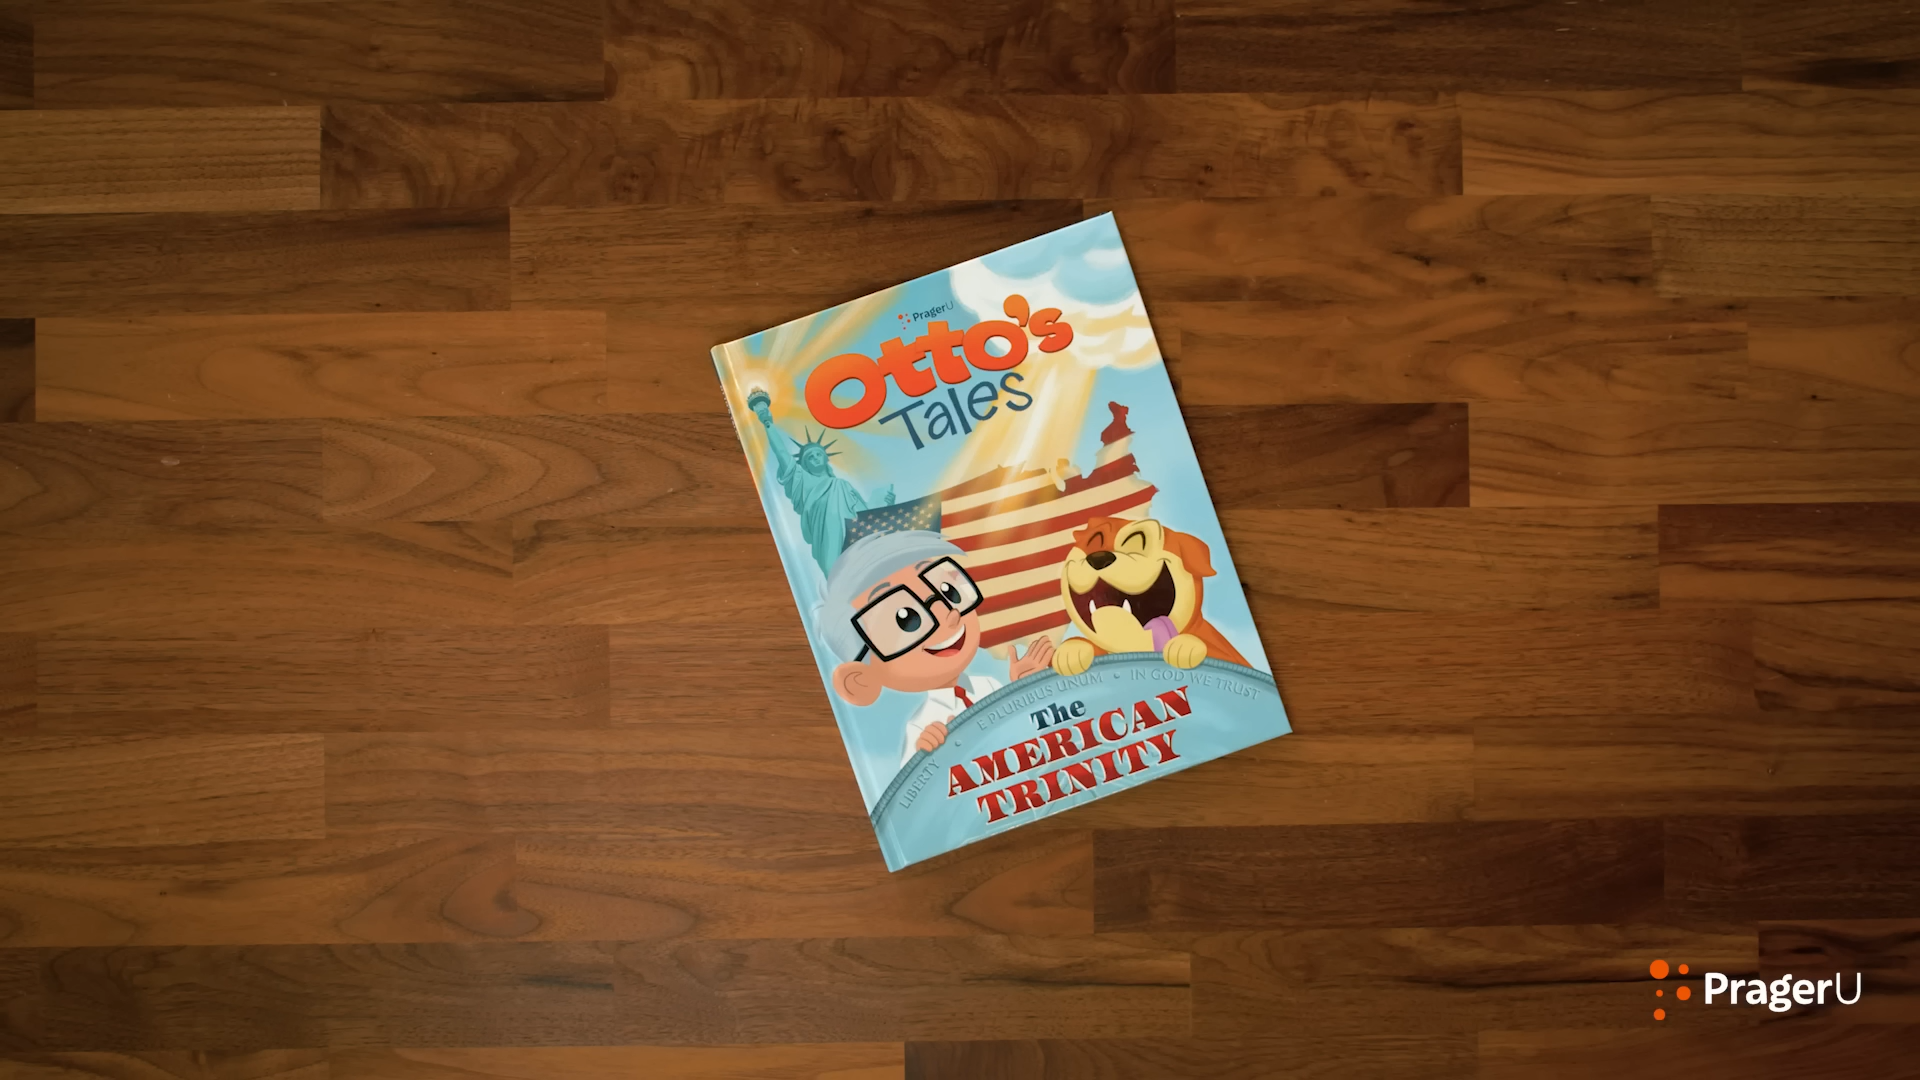 PragerU
Otto's
Tales
LIBERTY • E PLURIBUS UNUM • IN GOD WE TRUST
The
AMERICAN
TRINITY
PragerU